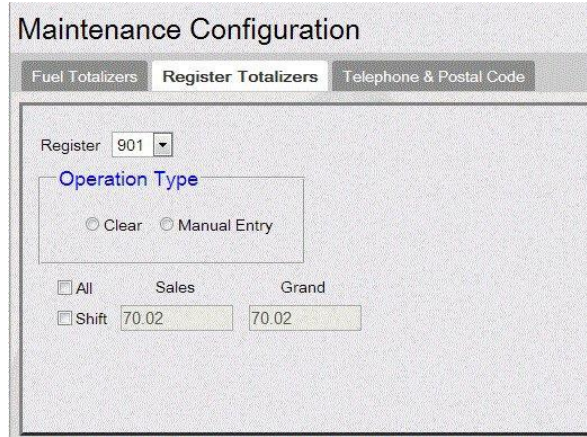 Maintenance Configuration
Fuel Totalizers Register Totalizers Telephone & Postal Code
Register 901
Operation Type
Clear Manual Entry
All Sales Grand
Shift 70.02 70.02